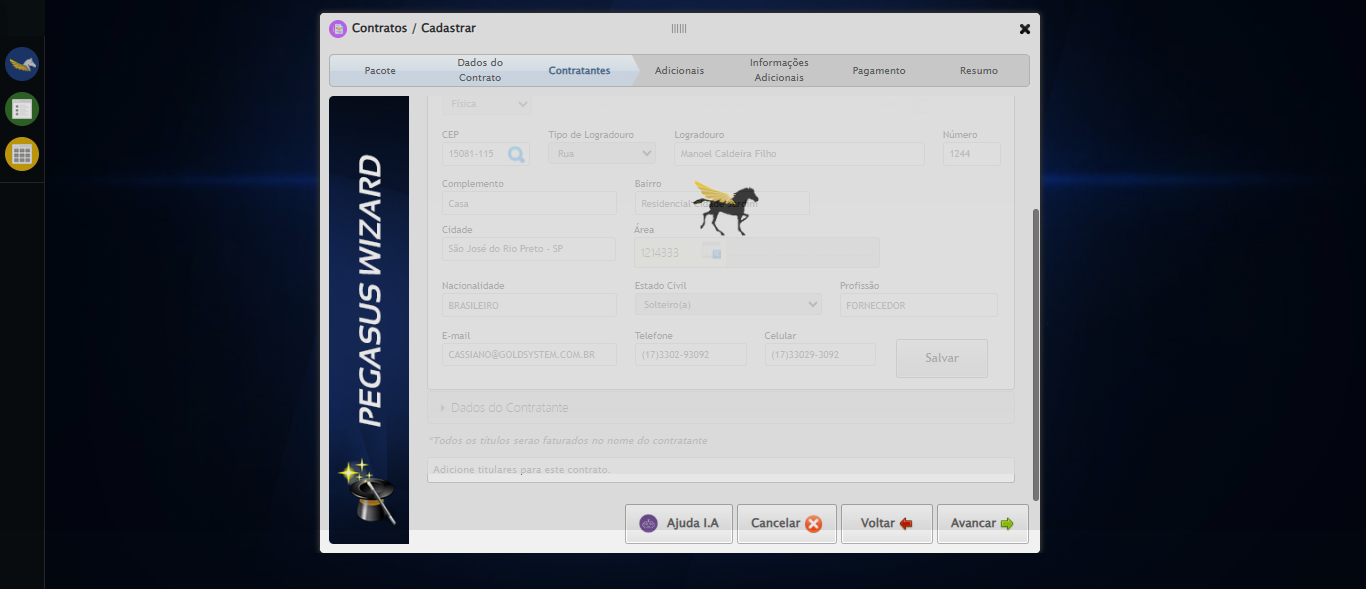 Contratos / Cadastrar
Pacote
Dados do
Contrato
Contratantes
Adicionais
Informações
Adicionais
Pagamento
Resumo
PEGASUS WIZARD
Física
CEP
Tipo de Logradouro
Logradouro
Número
15081-115
Rua
Manoel Caldeira Filho
1244
Complemento
Bairro
Casa
Residencial Cidade Jardim
Cidade
Área
São José do Rio Preto - SP
1214333
Nacionalidade
Estado Civil
Profissão
BRASILEIRO
Solteiro(a)
FORNECEDOR
E-mail
Telefone
Celular
CASSIANO@GOLDSYSTEM.COM.BR
(17)3302-93092
(17)33029-3092
Salvar
Dados do Contratante
*Todos os títulos serao faturados no nome do contratante
Adicione titulares para este contrato.
Ajuda I.A
Cancelar
Voltar
Avancar